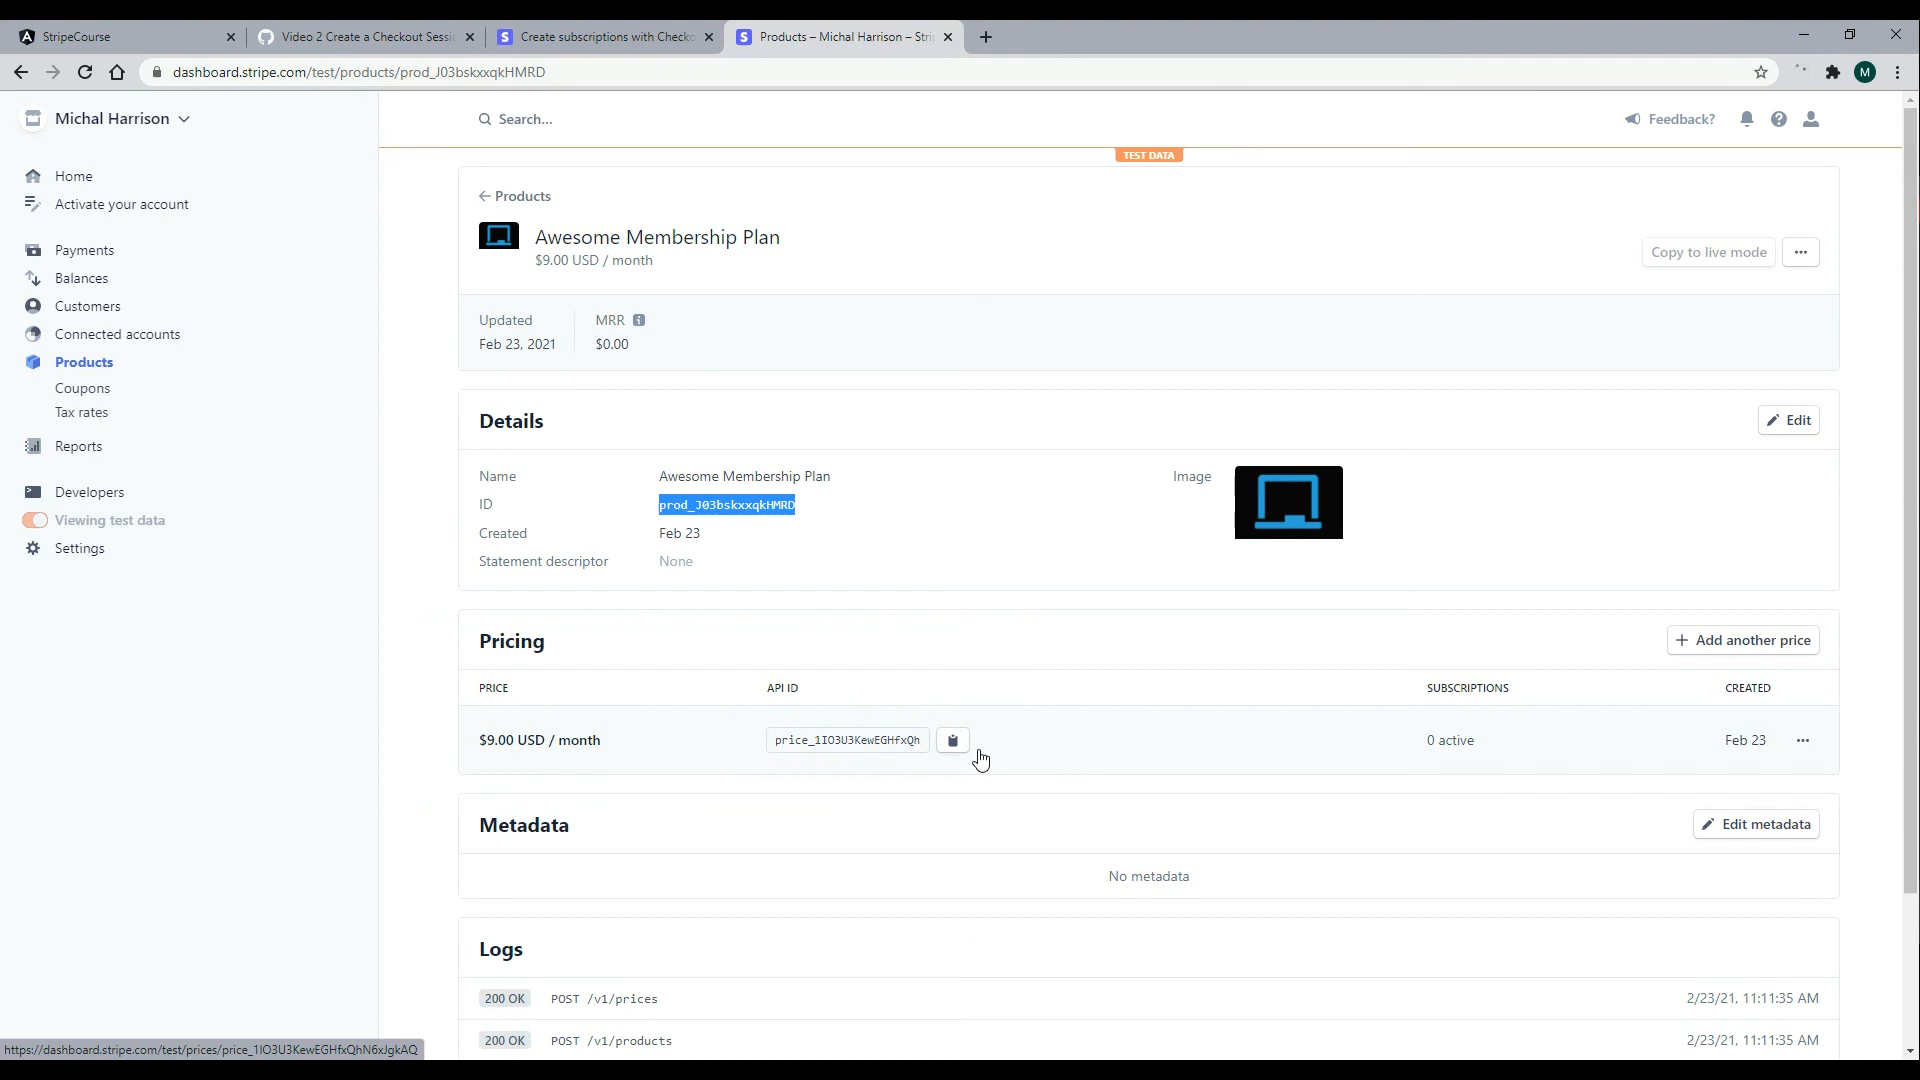 StripeCourse
Video 2 Create a Checkout Sessi
Create subscriptions with Checko
Products – Michal Harrison – Stri
dashboard.stripe.com/test/products/prod_J03bskxxqkHMRD
M
Michal Harrison
Search...
Feedback?
TEST DATA
Home
Activate your account
Payments
Balances
Customers
Connected accounts
Products
Coupons
Tax rates
Reports
Developers
Viewing test data
Settings
Products
Awesome Membership Plan
$9.00 USD / month
Copy to live mode
Updated
MRR
Feb 23, 2021
$0.00
Details
Edit
Name
Awesome Membership Plan
Image
ID
prod_J03bskxxqkHMRD
Created
Feb 23
Statement descriptor
None
Pricing
Add another price
PRICE
API ID
SUBSCRIPTIONS
CREATED
$9.00 USD / month
price_1IO3U3KewEGHfxQh
0 active
Feb 23
Metadata
Edit metadata
No metadata
Logs
200 OK
POST /v1/prices
2/23/21, 11:11:35 AM
200 OK
POST /v1/products
2/23/21, 11:11:35 AM
https://dashboard.stripe.com/test/prices/price_1IO3U3KewEGHfxQhN6xJgkAQ